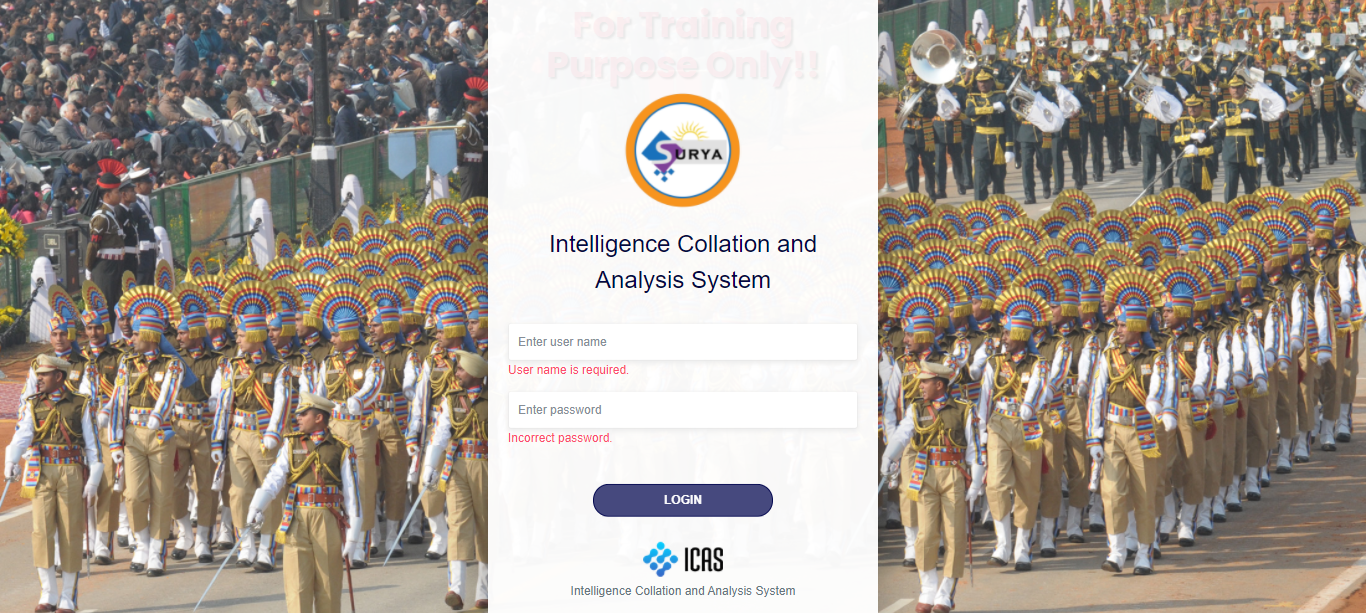 For Training
Purpose Only!!
SURYA
Intelligence Collation and
Analysis System
Enter user name
User name is required.
Enter password
Incorrect password.
LOGIN
ICAS
Intelligence Collation and Analysis System